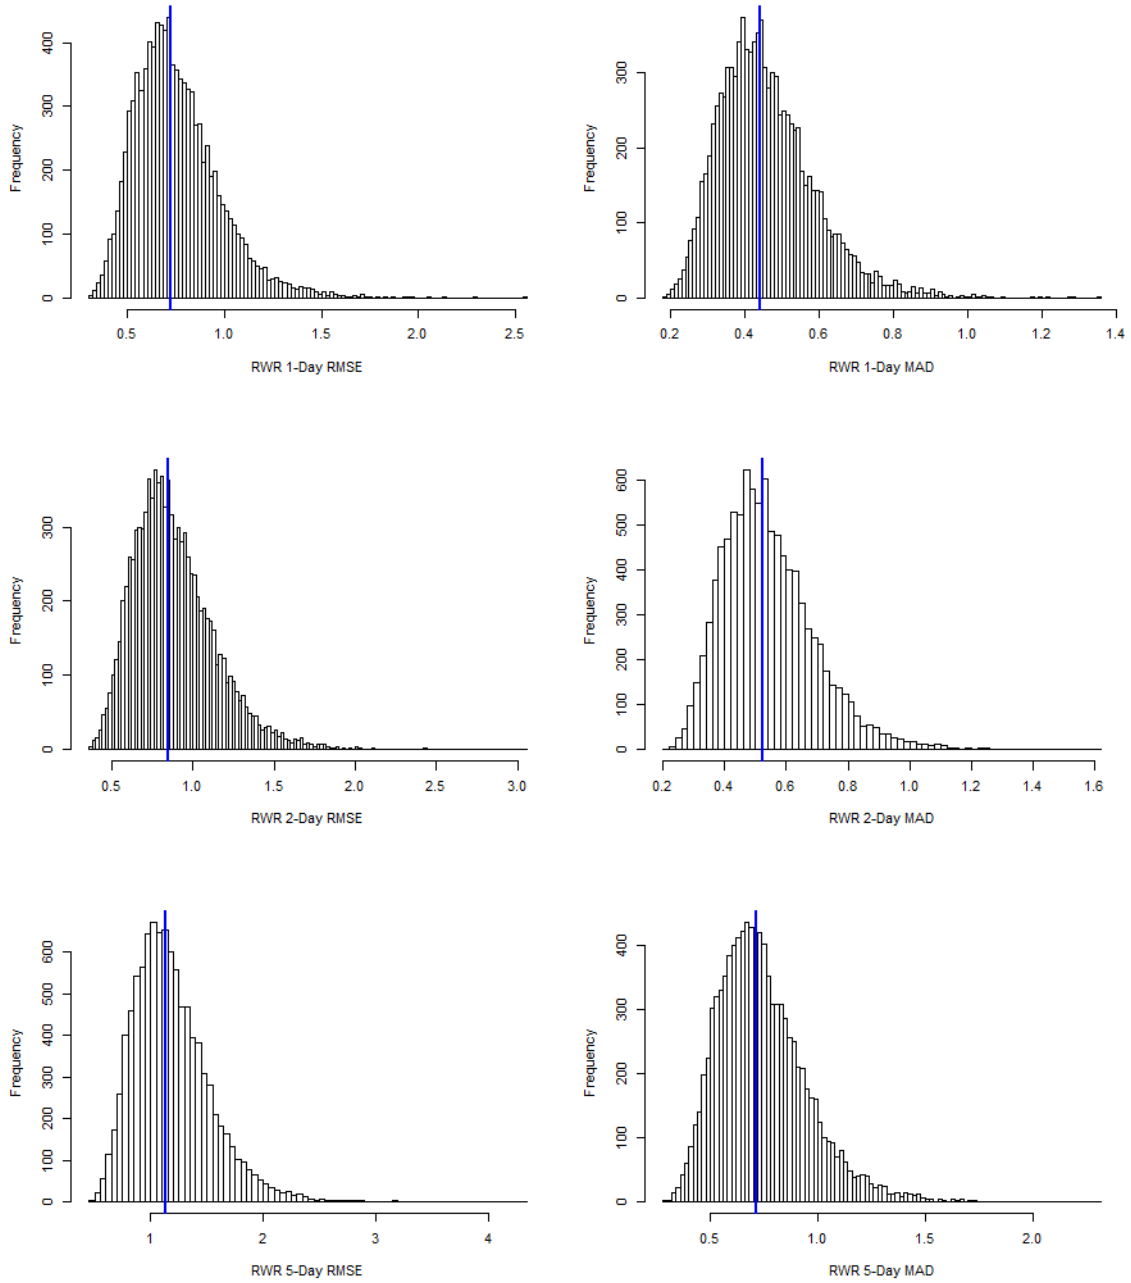 Frequency
0 100 200 300 400
0.5 1.0 1.5 2.0 2.5
RWR 1-Day RMSE
Frequency
0 100 200 300
0.2 0.4 0.6 0.8 1.0 1.2 1.4
RWR 1-Day MAD
Frequency
0 100 200 300
0.5 1.0 1.5 2.0 2.5 3.0
RWR 2-Day RMSE
Frequency
0 100 200 300 400 500 600
0.2 0.4 0.6 0.8 1.0 1.2 1.4 1.6
RWR 2-Day MAD
Frequency
0 100 200 300 400 500 600
1 2 3 4
RWR 5-Day RMSE
Frequency
0 100 200 300 400
0.5 1.0 1.5 2.0
RWR 5-Day MAD